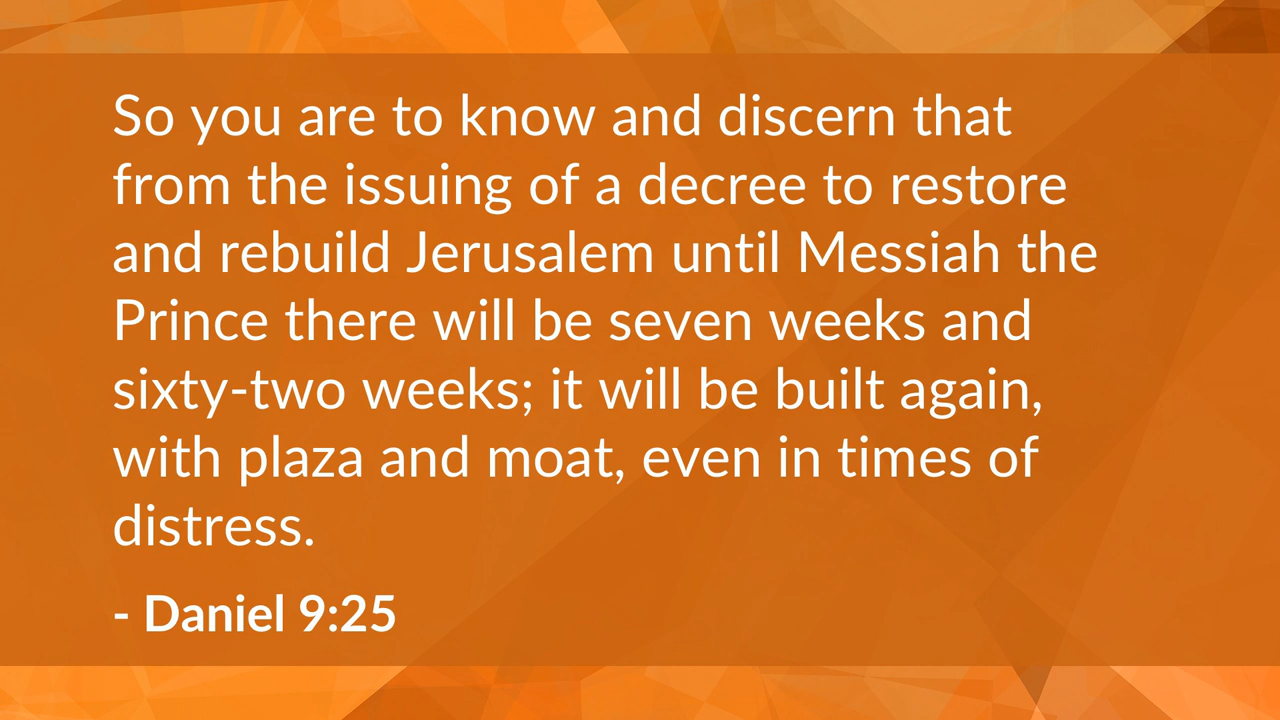 So you are to know and discern that
from the issuing of a decree to restore
and rebuild Jerusalem until Messiah the
Prince there will be seven weeks and
sixty-two weeks; it will be built again,
with plaza and moat, even in times of
distress.
- Daniel 9:25